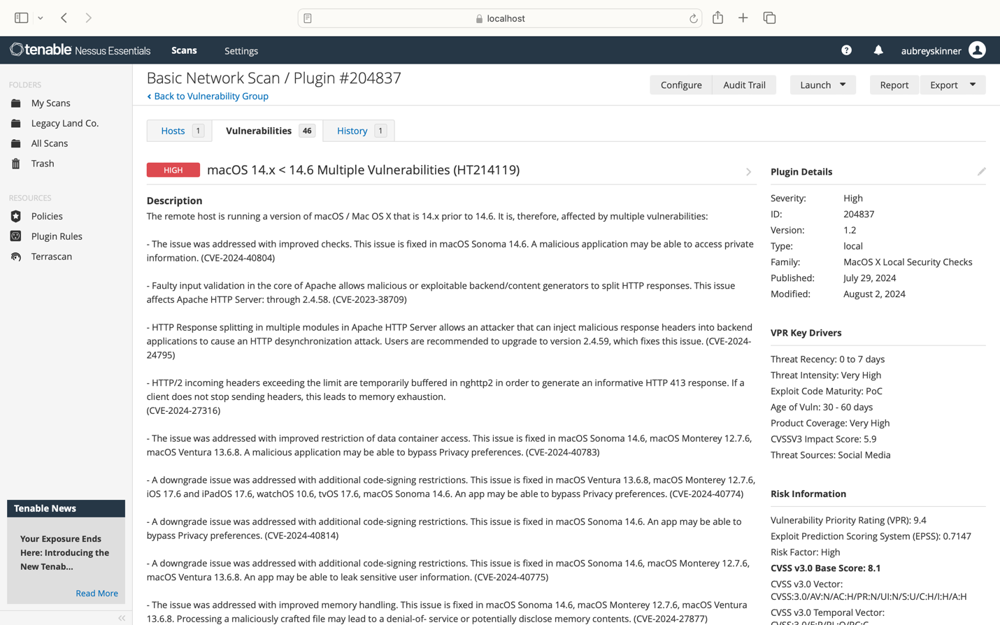 localhost
tenable Nessus Essentials
Scans
Settings
aubreyskinner
FOLDERS
My Scans
Legacy Land Co.
All Scans
Trash
RESOURCES
Policies
Plugin Rules
Terrascan
Tenable News
Your Exposure Ends
Here: Introducing the
New Tenab...
Read More
Basic Network Scan / Plugin #204837
‹ Back to Vulnerability Group
Configure
Audit Trail
Launch
Report
Export
Hosts 1
Vulnerabilities 46
History 1
HIGH
macOS 14.x < 14.6 Multiple Vulnerabilities (HT214119)
Description
The remote host is running a version of macOS / Mac OS X that is 14.x prior to 14.6. It is, therefore, affected by multiple vulnerabilities:
- The issue was addressed with improved checks. This issue is fixed in macOS Sonoma 14.6. A malicious application may be able to access private
information. (CVE-2024-40804)
- Faulty input validation in the core of Apache allows malicious or exploitable backend/content generators to split HTTP responses. This issue
affects Apache HTTP Server: through 2.4.58. (CVE-2023-38709)
- HTTP Response splitting in multiple modules in Apache HTTP Server allows an attacker that can inject malicious response headers into backend
applications to cause an HTTP desynchronization attack. Users are recommended to upgrade to version 2.4.59, which fixes this issue. (CVE-2024-
24795)
- HTTP/2 incoming headers exceeding the limit are temporarily buffered in nghttp2 in order to generate an informative HTTP 413 response. If a
client does not stop sending headers, this leads to memory exhaustion.
(CVE-2024-27316)
- The issue was addressed with improved restriction of data container access. This issue is fixed in macOS Sonoma 14.6, macOS Monterey 12.7.6,
macOS Ventura 13.6.8. A malicious application may be able to bypass Privacy preferences. (CVE-2024-40783)
- A downgrade issue was addressed with additional code-signing restrictions. This issue is fixed in macOS Ventura 13.6.8, macOS Monterey 12.7.6,
iOS 17.6 and iPadOS 17.6, watchOS 10.6, tvOS 17.6, macOS Sonoma 14.6. An app may be able to bypass Privacy preferences. (CVE-2024-40774)
- A downgrade issue was addressed with additional code-signing restrictions. This issue is fixed in macOS Sonoma 14.6. An app may be able to
bypass Privacy preferences. (CVE-2024-40814)
- A downgrade issue was addressed with additional code-signing restrictions. This issue is fixed in macOS Sonoma 14.6, macOS Monterey 12.7.6,
macOS Ventura 13.6.8. An app may be able to leak sensitive user information. (CVE-2024-40775)
- The issue was addressed with improved memory handling. This issue is fixed in macOS Sonoma 14.6, macOS Monterey 12.7.6, macOS Ventura
13.6.8. Processing a maliciously crafted file may lead to a denial-of- service or potentially disclose memory contents. (CVE-2024-27877)
Plugin Details
Severity: High
ID: 204837
Version: 1.2
Type: local
Family: MacOS X Local Security Checks
Published: July 29, 2024
Modified: August 2, 2024
VPR Key Drivers
Threat Recency: 0 to 7 days
Threat Intensity: Very High
Exploit Code Maturity: PoC
Age of Vuln: 30 - 60 days
Product Coverage: Very High
CVSSV3 Impact Score: 5.9
Threat Sources: Social Media
Risk Information
Vulnerability Priority Rating (VPR): 9.4
Exploit Prediction Scoring System (EPSS): 0.7147
Risk Factor: High
CVSS v3.0 Base Score: 8.1
CVSS v3.0 Vector:
CVSS:3.0/AV:N/AC:H/PR:N/UI:N/S:U/C:H/I:H/A:H
CVSS v3.0 Temporal Vector: